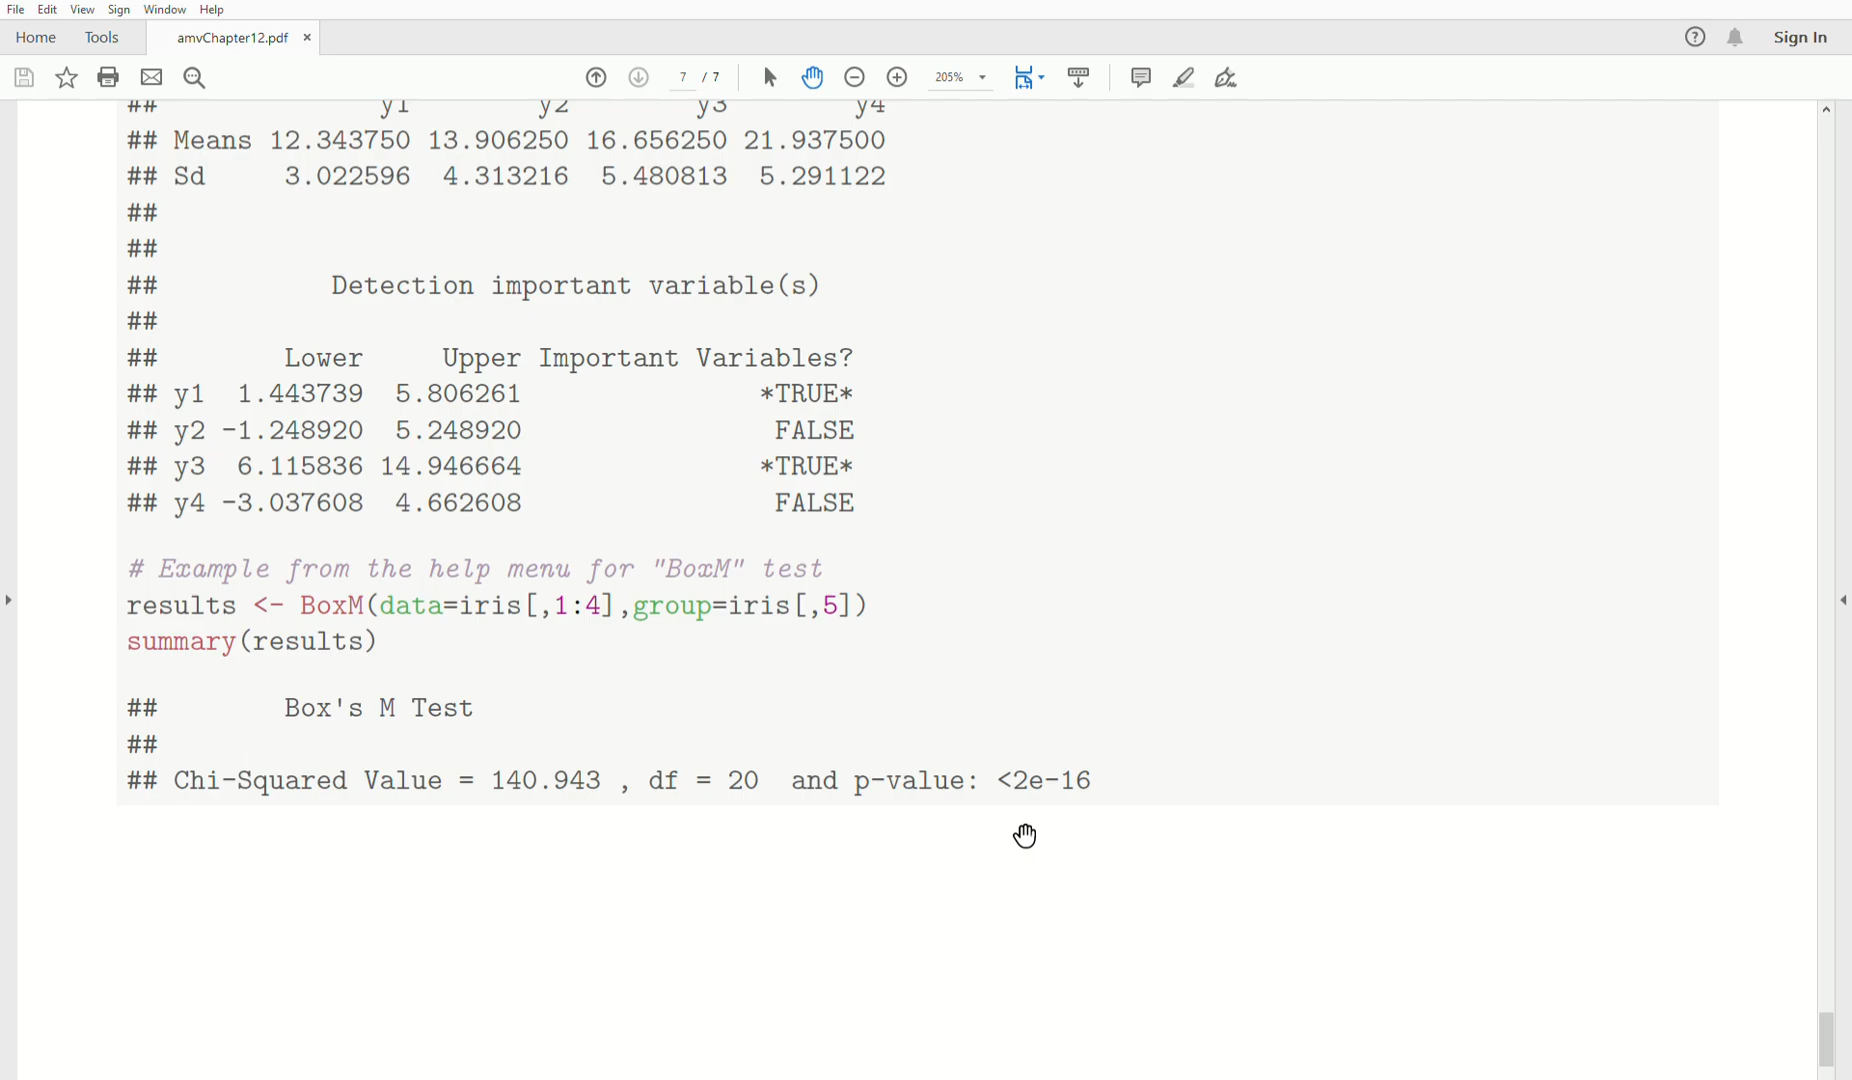 File Edit View Sign Window Help
Home Tools amvChapter12.pdf × Sign In
7 / 7 205%
## y1 y2 y3 y4
## Means 12.343750 13.906250 16.656250 21.937500
## Sd 3.022596 4.313216 5.480813 5.291122
##
##
## Detection important variable(s)
##
## Lower Upper Important Variables?
## y1 1.443739 5.806261 *TRUE*
## y2 -1.248920 5.248920 FALSE
## y3 6.115836 14.946664 *TRUE*
## y4 -3.037608 4.662608 FALSE
# Example from the help menu for "BoxM" test
results <- BoxM(data=iris[,1:4],group=iris[,5])
summary(results)
## Box's M Test
##
## Chi-Squared Value = 140.943 , df = 20 and p-value: <2e-16